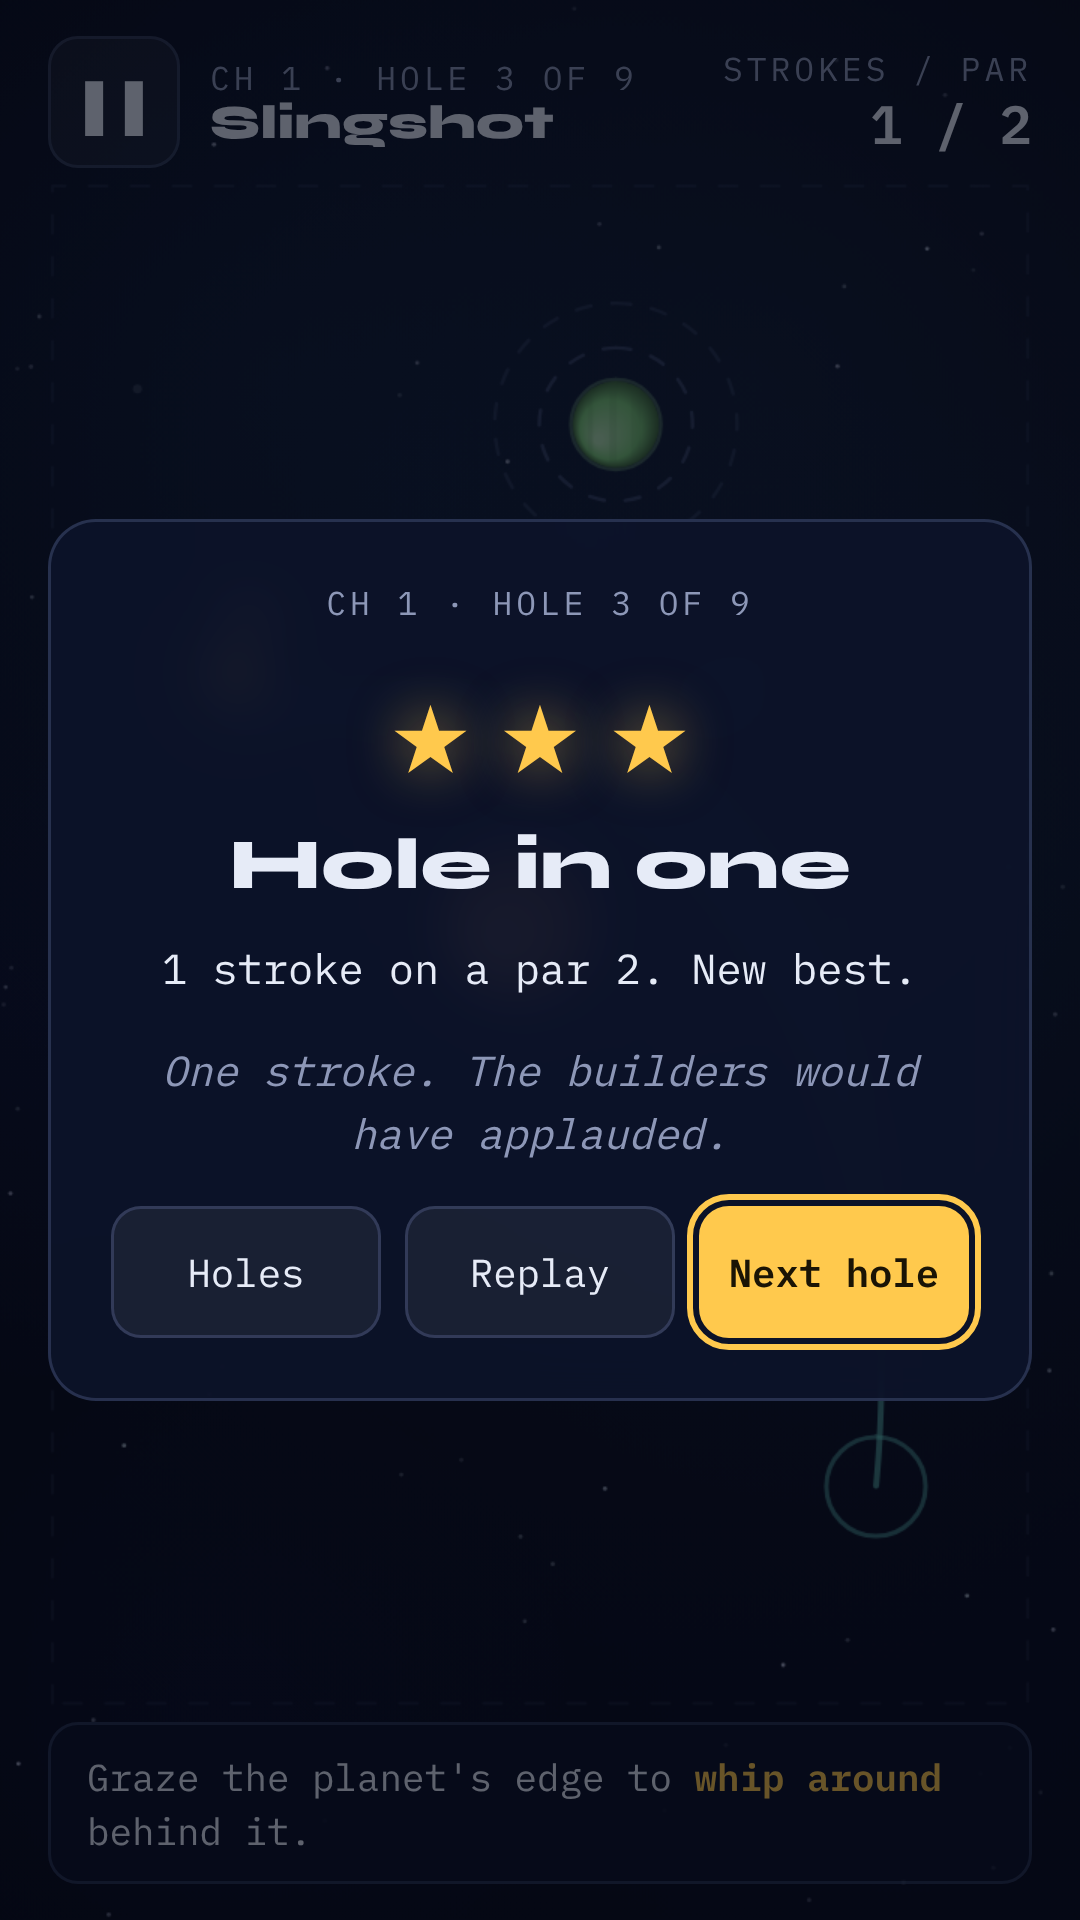 CH 1 · HOLE 3 OF 9
Slingshot
STROKES / PAR
1 / 2
CH 1 · HOLE 3 OF 9
Hole in one
1 stroke on a par 2. New best.
One stroke. The builders would
have applauded.
Holes
Replay
Next hole
Graze the planet's edge to whip around
behind it.